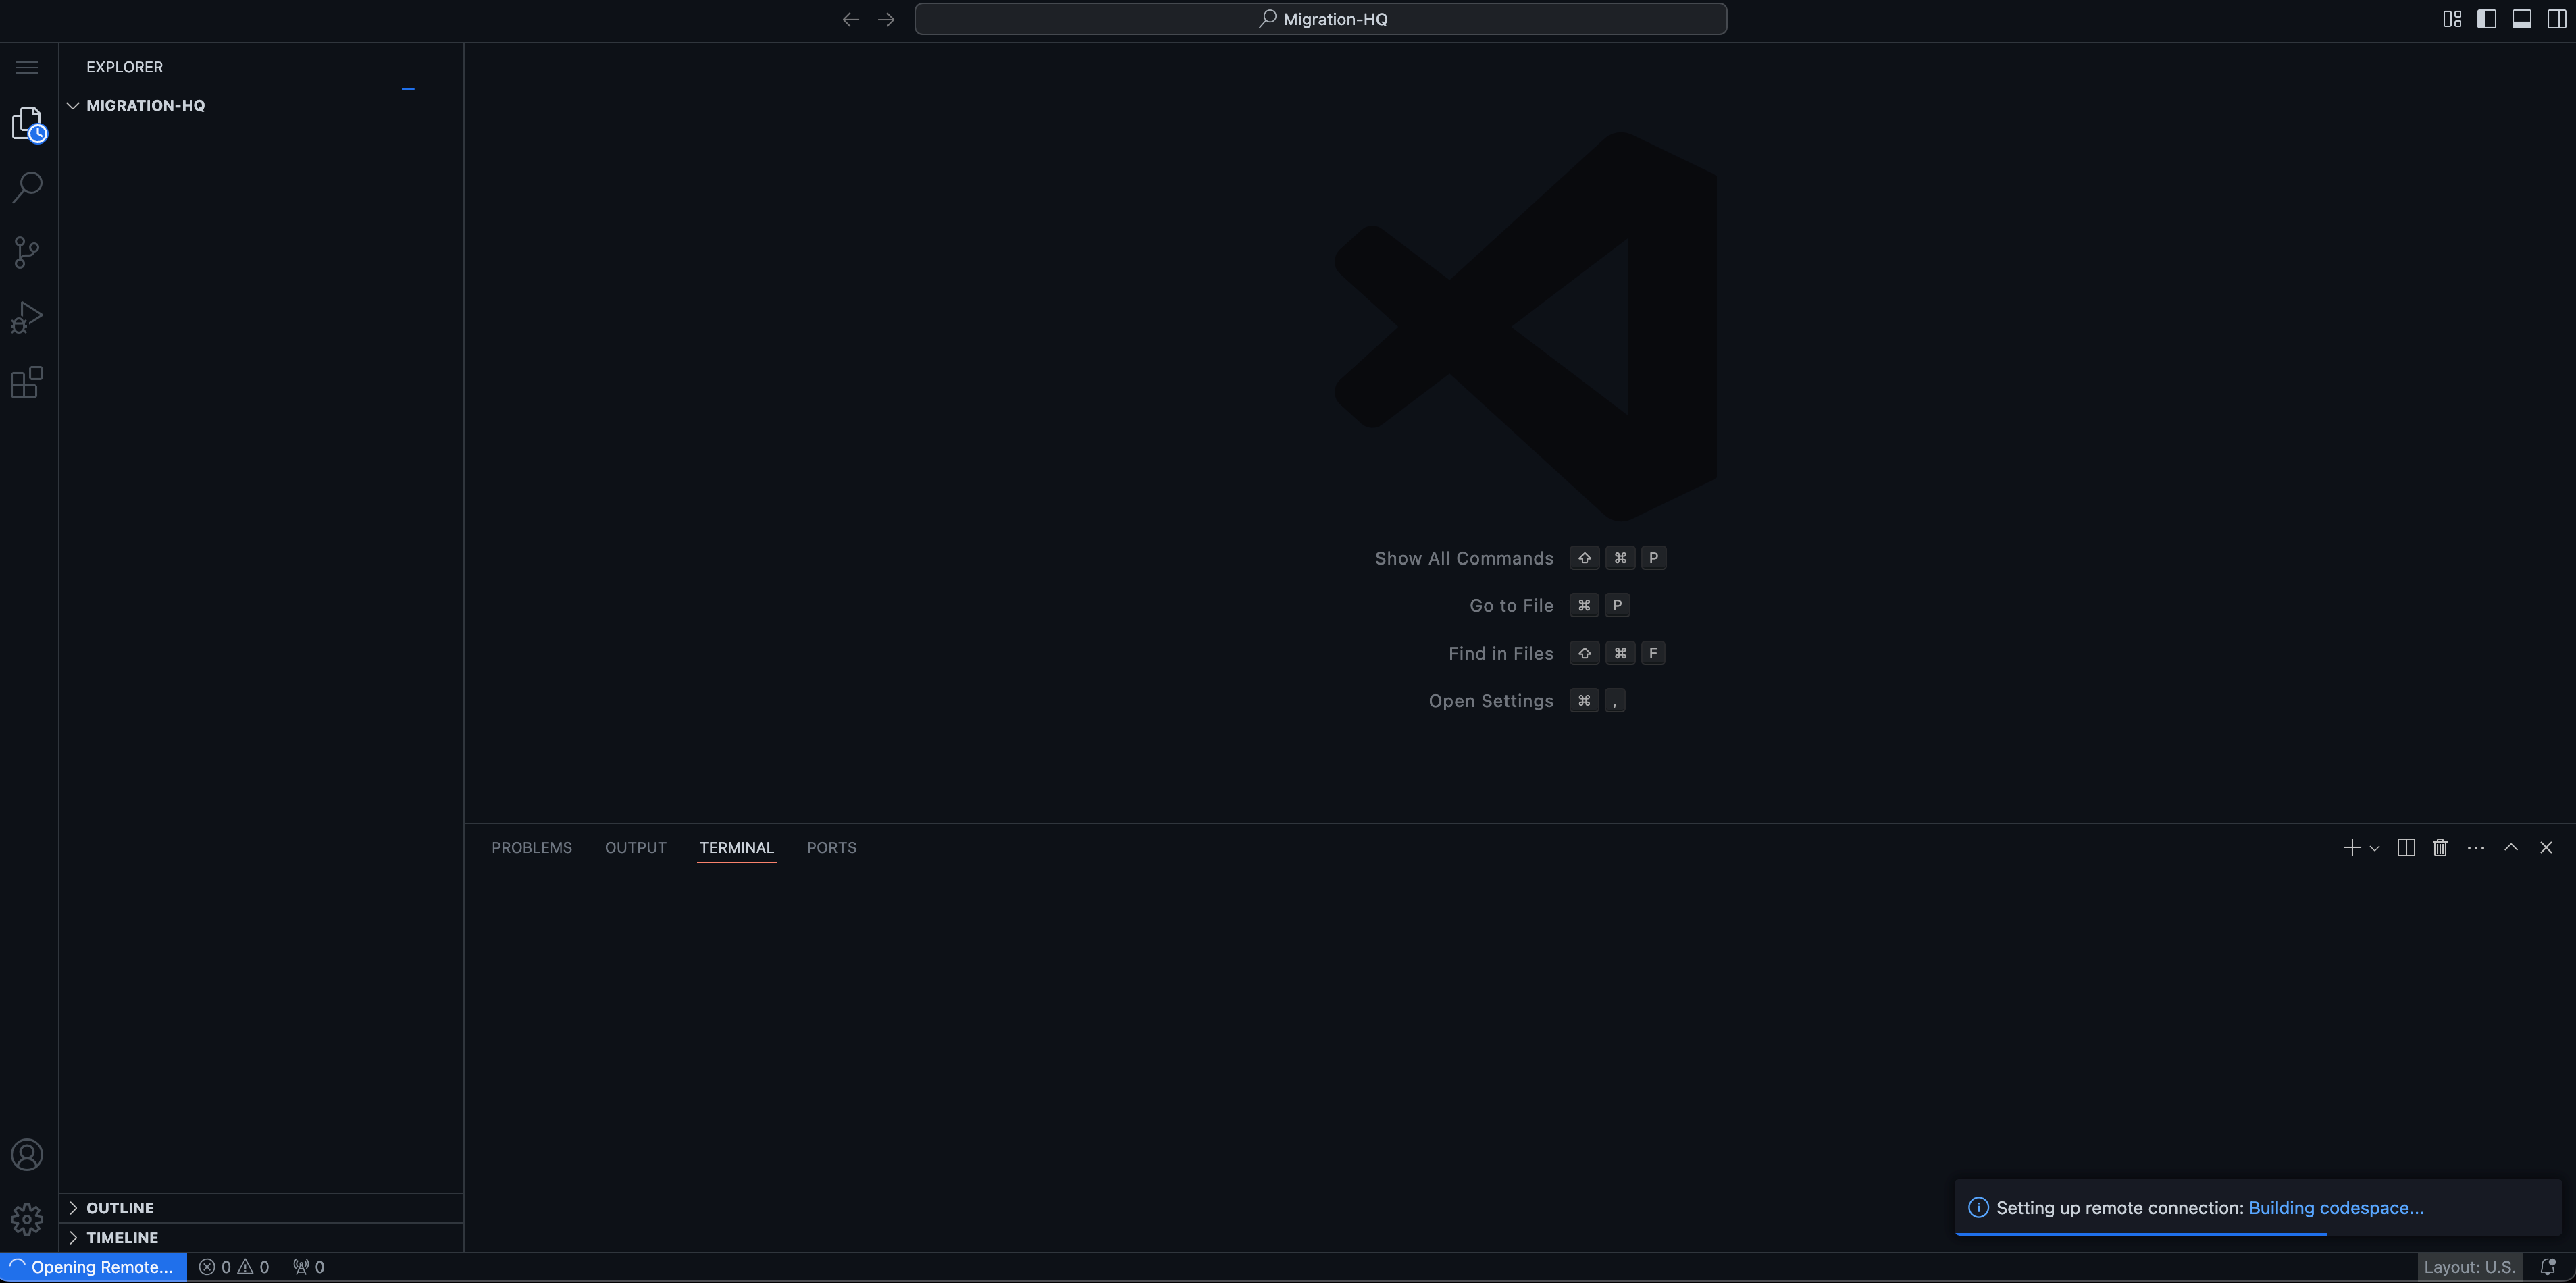 Migration-HQ
EXPLORER
MIGRATION-HQ
Show All Commands ⇧ ⌘ P
Go to File ⌘ P
Find in Files ⇧ ⌘ F
Open Settings ⌘ ,
PROBLEMS OUTPUT TERMINAL PORTS
OUTLINE
TIMELINE
Setting up remote connection: Building codespace...
Opening Remote... 0 0 0 Layout: U.S.